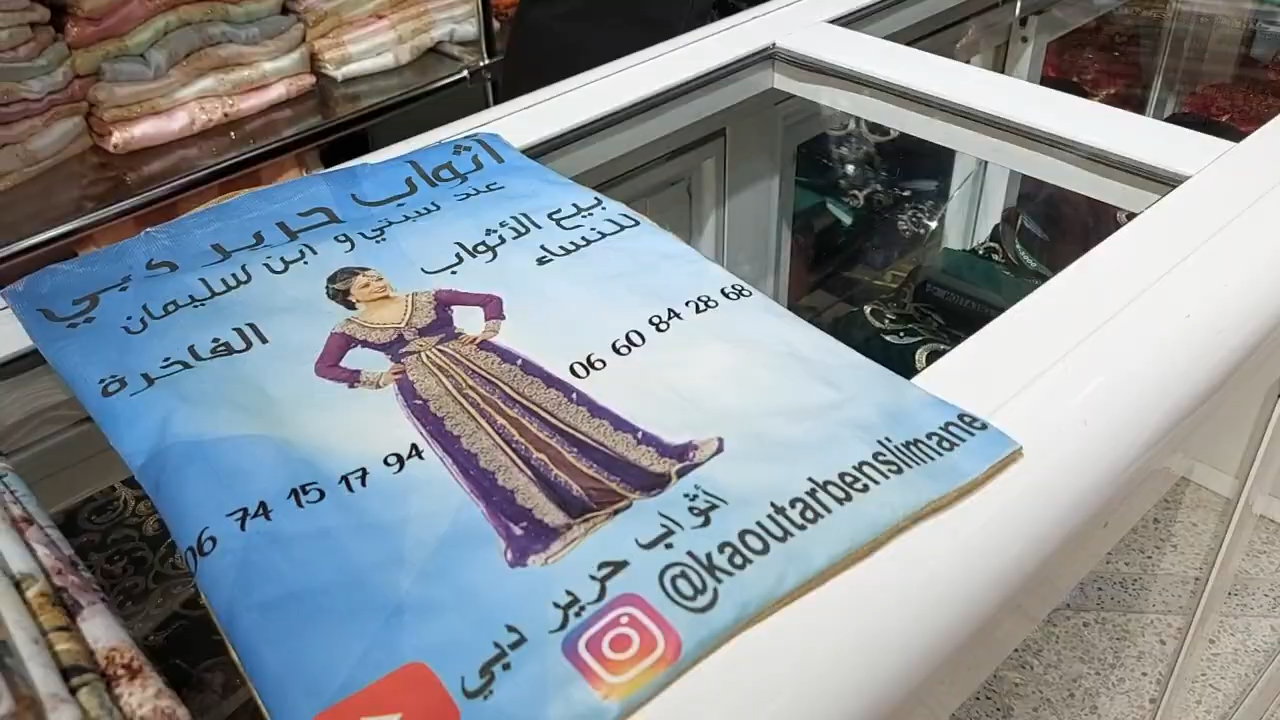 أثواب حرير دبي
عند ستي و ابن سليمان
بيع الأثواب
للنساء
الفاخرة
06 60 84 28 68
06 74 15 17 94
أثواب حرير دبي
@kaoutarbenslimane